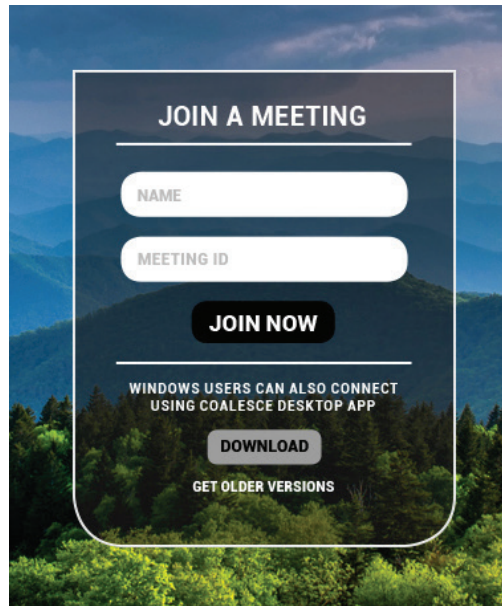 JOIN A MEETING
NAME
MEETING ID
JOIN NOW
WINDOWS USERS CAN ALSO CONNECT
USING COALESCE DESKTOP APP
DOWNLOAD
GET OLDER VERSIONS